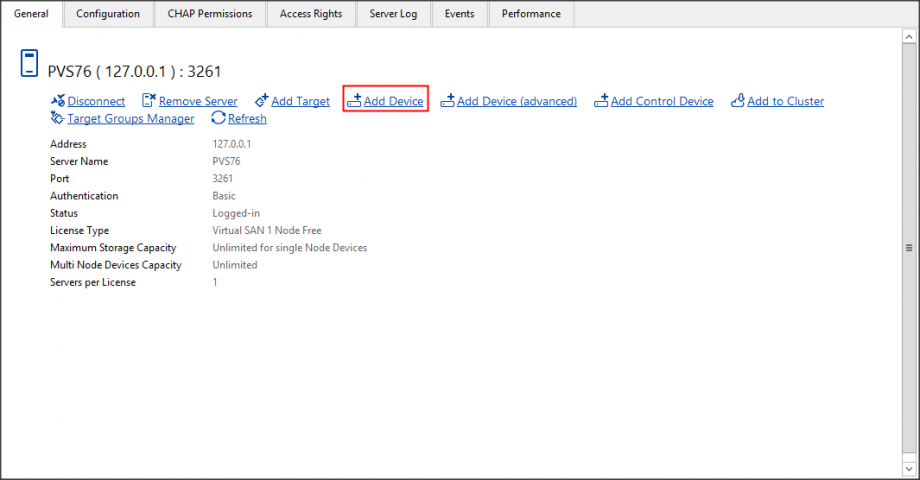 General Configuration CHAP Permissions Access Rights Server Log Events Performance
PVS76 ( 127.0.0.1 ) : 3261
Disconnect Remove Server Add Target Add Device Add Device (advanced) Add Control Device Add to Cluster
Target Groups Manager Refresh
Address 127.0.0.1
Server Name PVS76
Port 3261
Authentication Basic
Status Logged-in
License Type Virtual SAN 1 Node Free
Maximum Storage Capacity Unlimited for single Node Devices
Multi Node Devices Capacity Unlimited
Servers per License 1